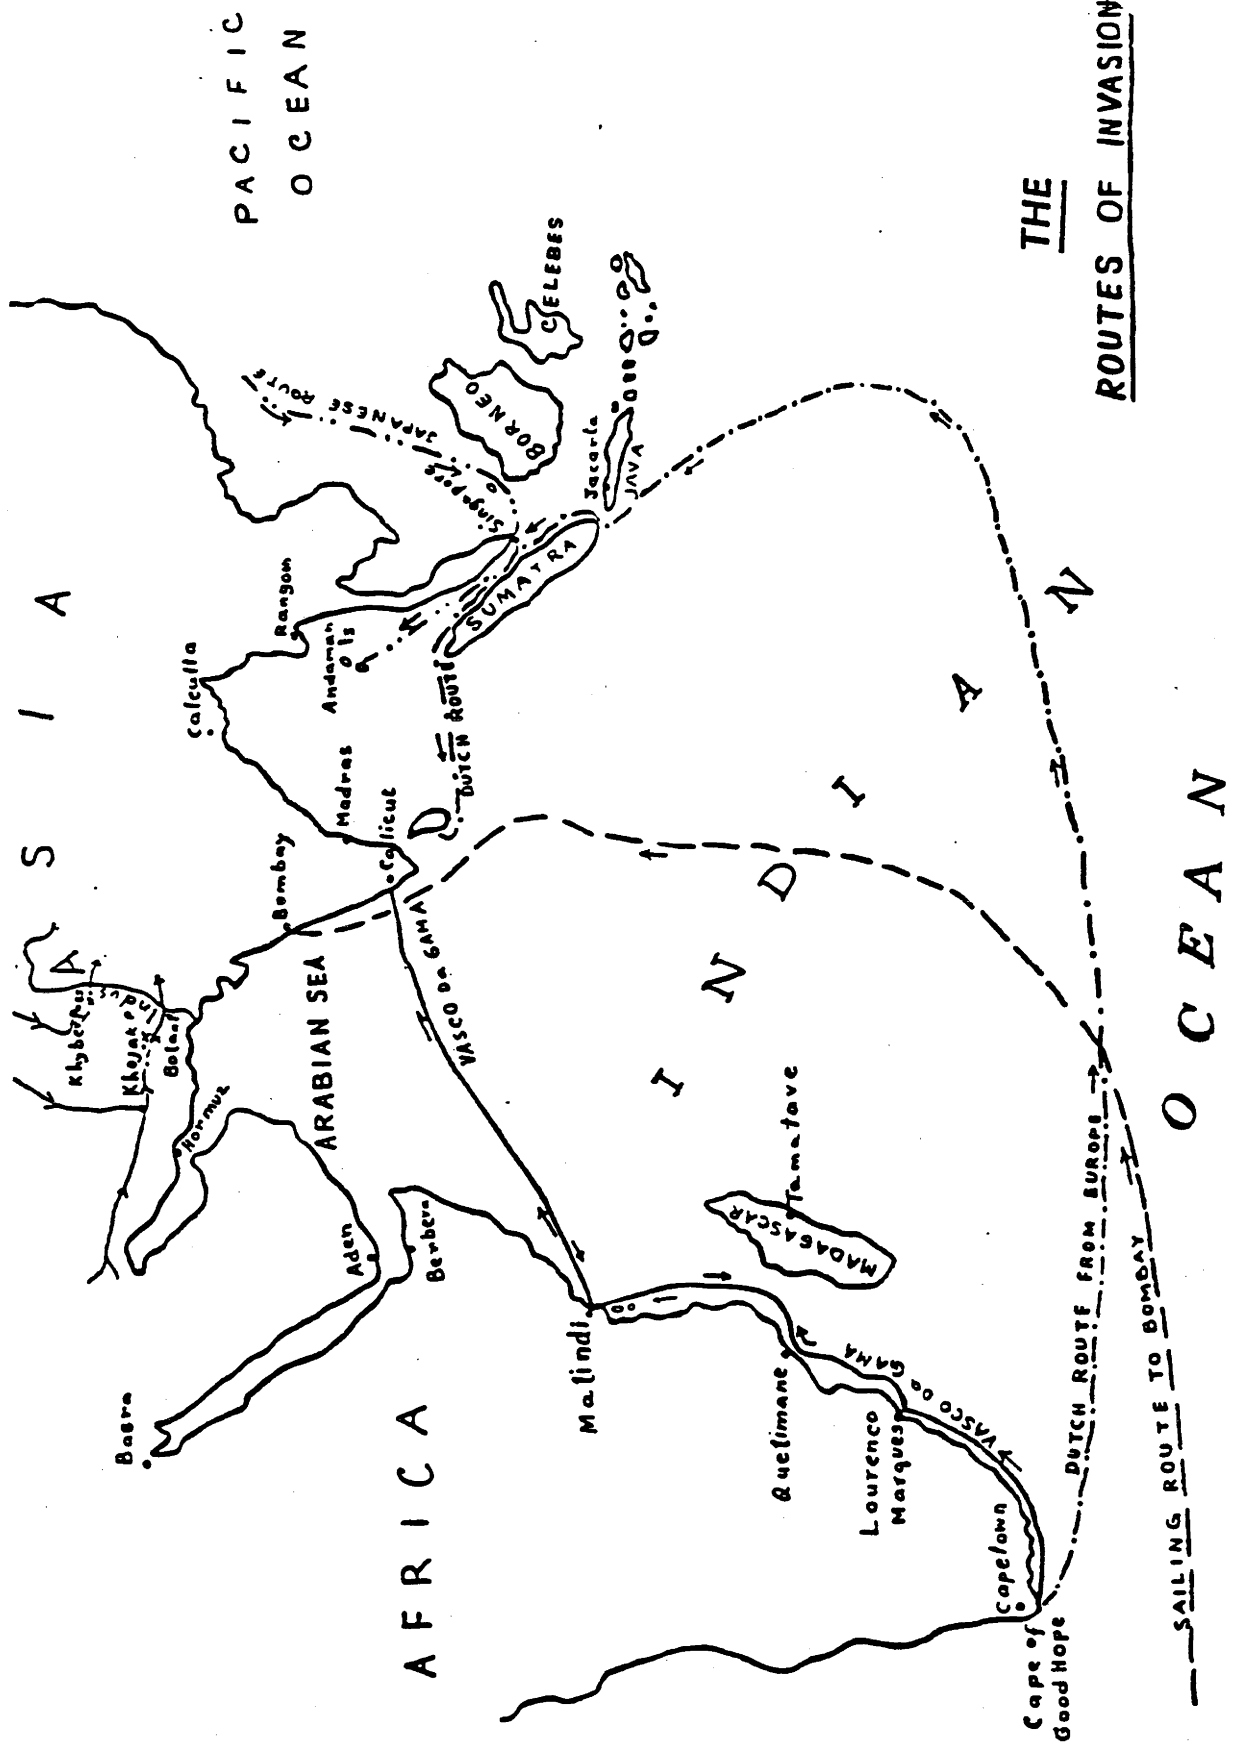 THE
ROUTES OF INVASION
PACIFIC
OCEAN
ASIA
AFRICA
INDIAN
OCEAN
ARABIAN SEA
Khyber Pass
Indus
Khojak P
Bolan
Hormuz
Basra
Aden
Berbera
Bombay
Calicut
Madras
Calcutta
Rangoon
Andaman
Is
Singapore
JAPANESE ROUTE
BORNEO
CELEBES
SUMATRA
Jacarta
JAVA
DUTCH ROUTE
VASCO Da GAMA
Malindi
MADAGASCAR
Tamatave
Quelimane
VASCO Da GAMA
Lourenco
Marques
Capetown
Cape of
Good Hope
DUTCH ROUTE FROM EUROPE
SAILING ROUTE TO BOMBAY